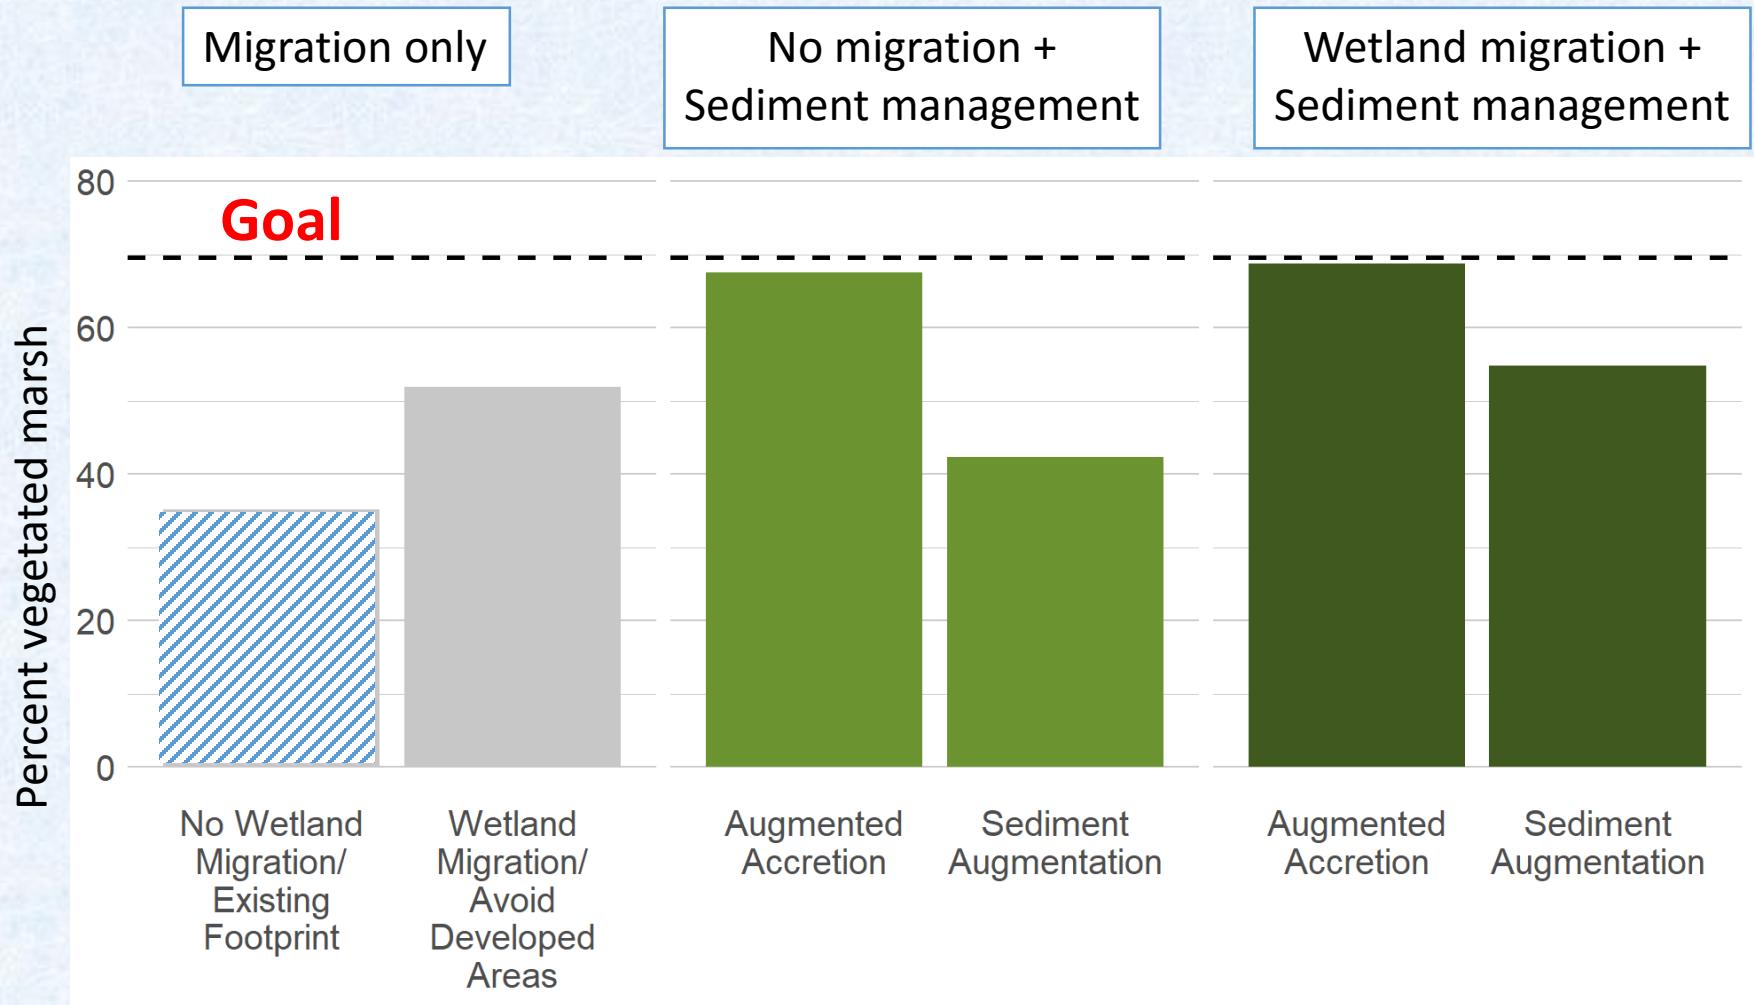 Migration only
No migration +
Sediment management
Wetland migration +
Sediment management
Goal
Percent vegetated marsh
80
60
40
20
0
No Wetland
Migration/
Existing
Footprint
Wetland
Migration/
Avoid
Developed
Areas
Augmented
Accretion
Sediment
Augmentation
Augmented
Accretion
Sediment
Augmentation